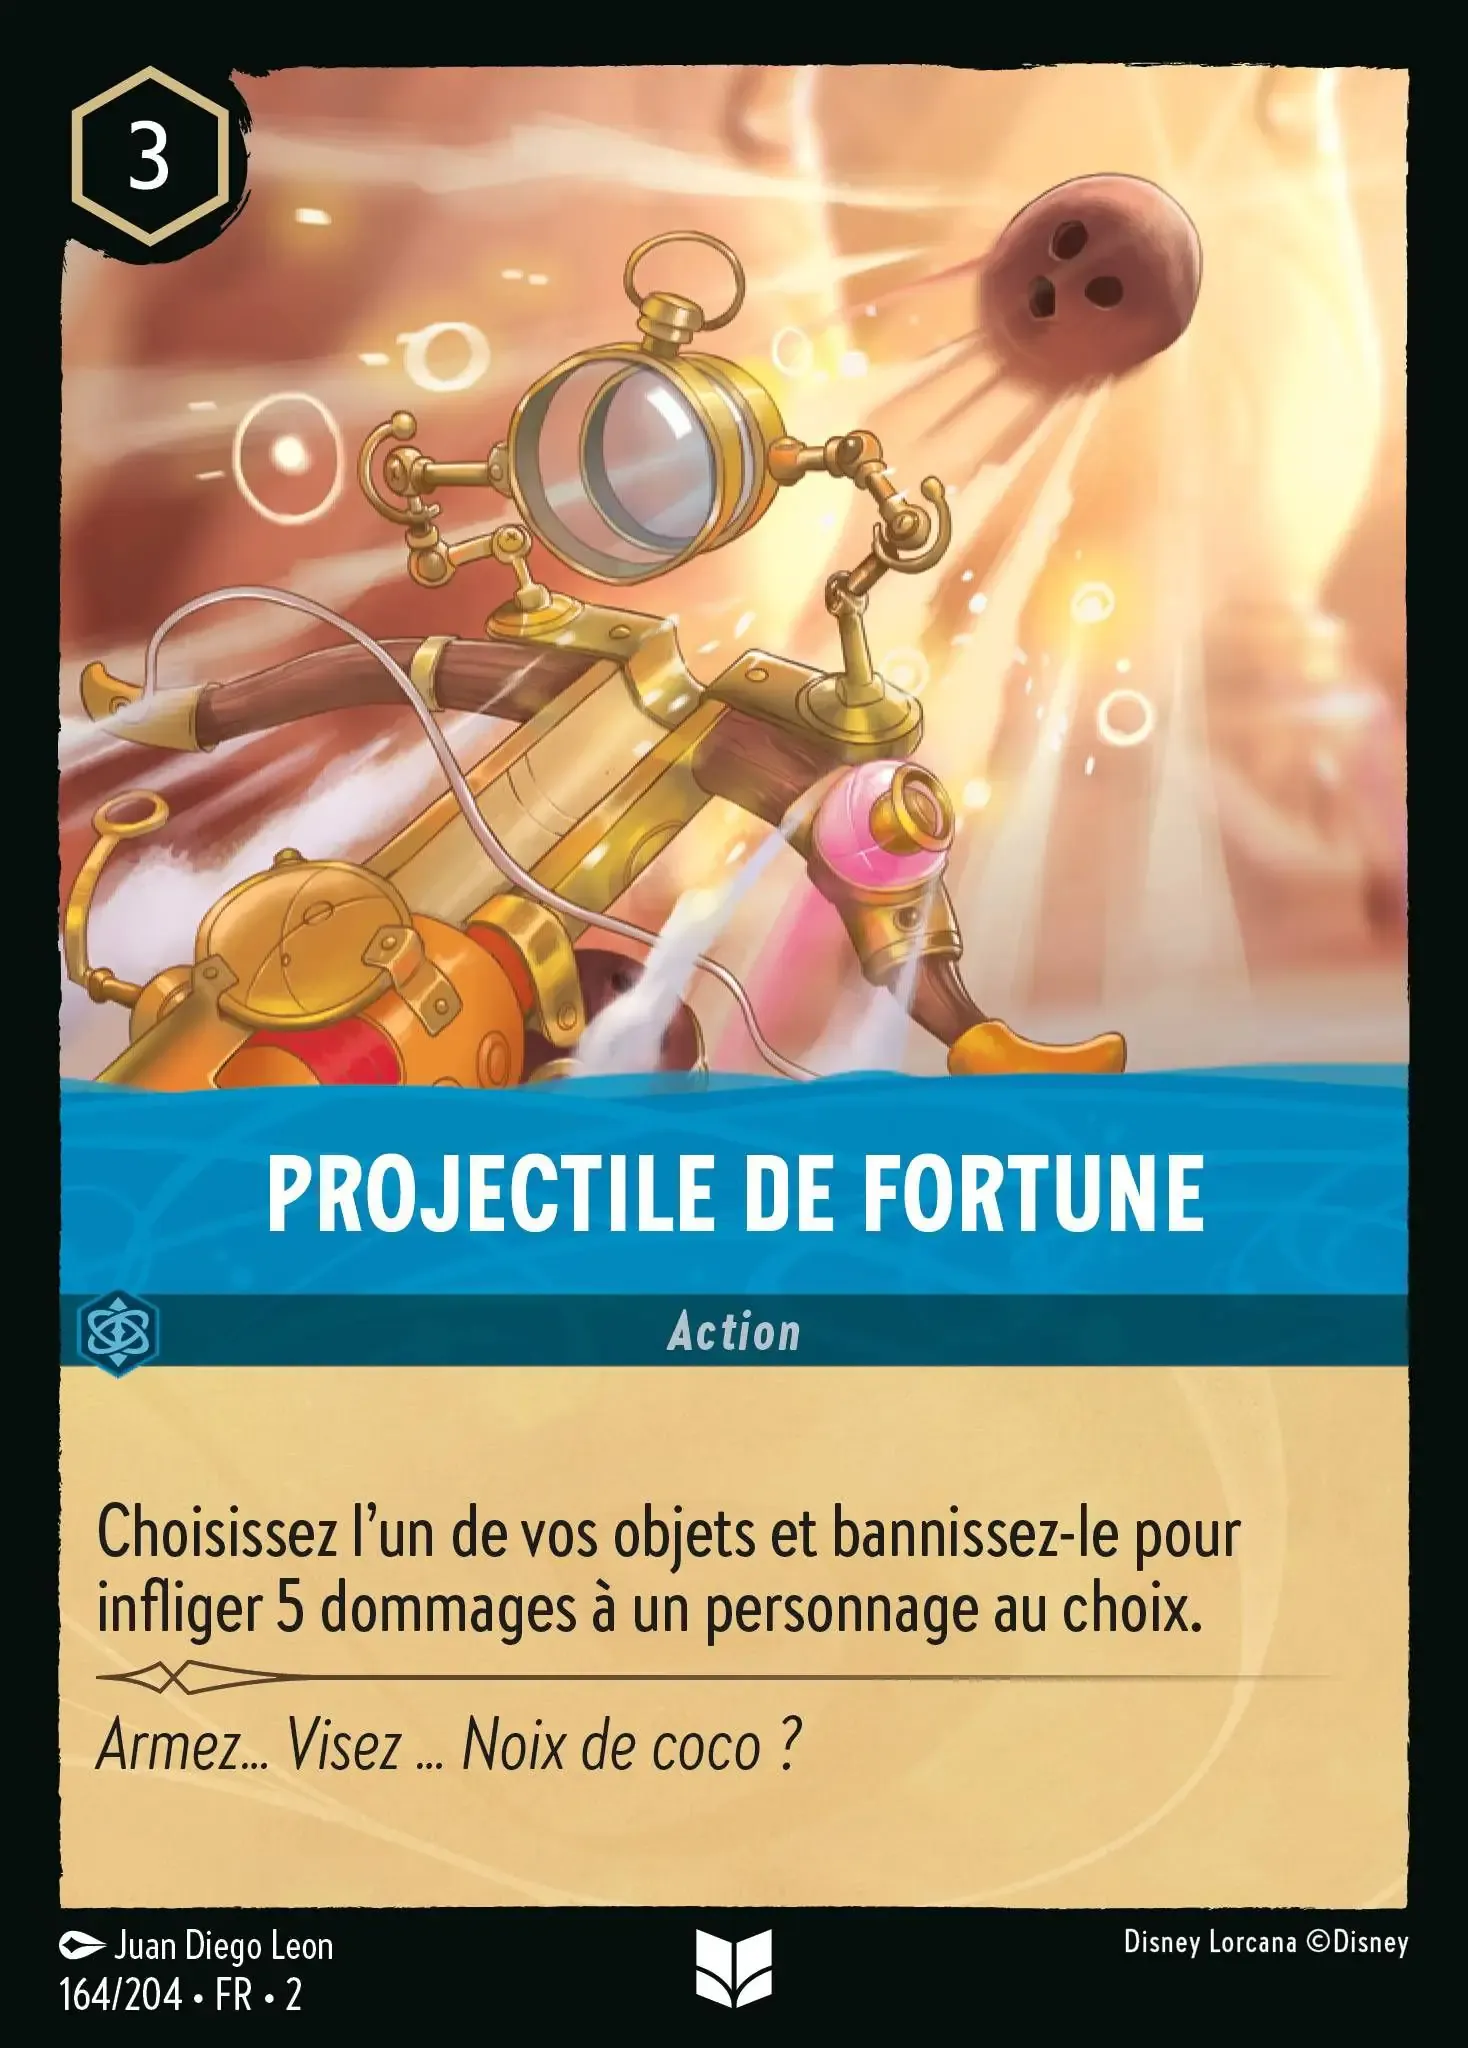 3
PROJECTILE DE FORTUNE
Action
Choisissez l'un de vos objets et bannissez-le pour
infliger 5 dommages à un personnage au choix.
Armez... Visez ... Noix de coco ?
Juan Diego Leon
Disney Lorcana ©Disney
164/204 • FR • 2